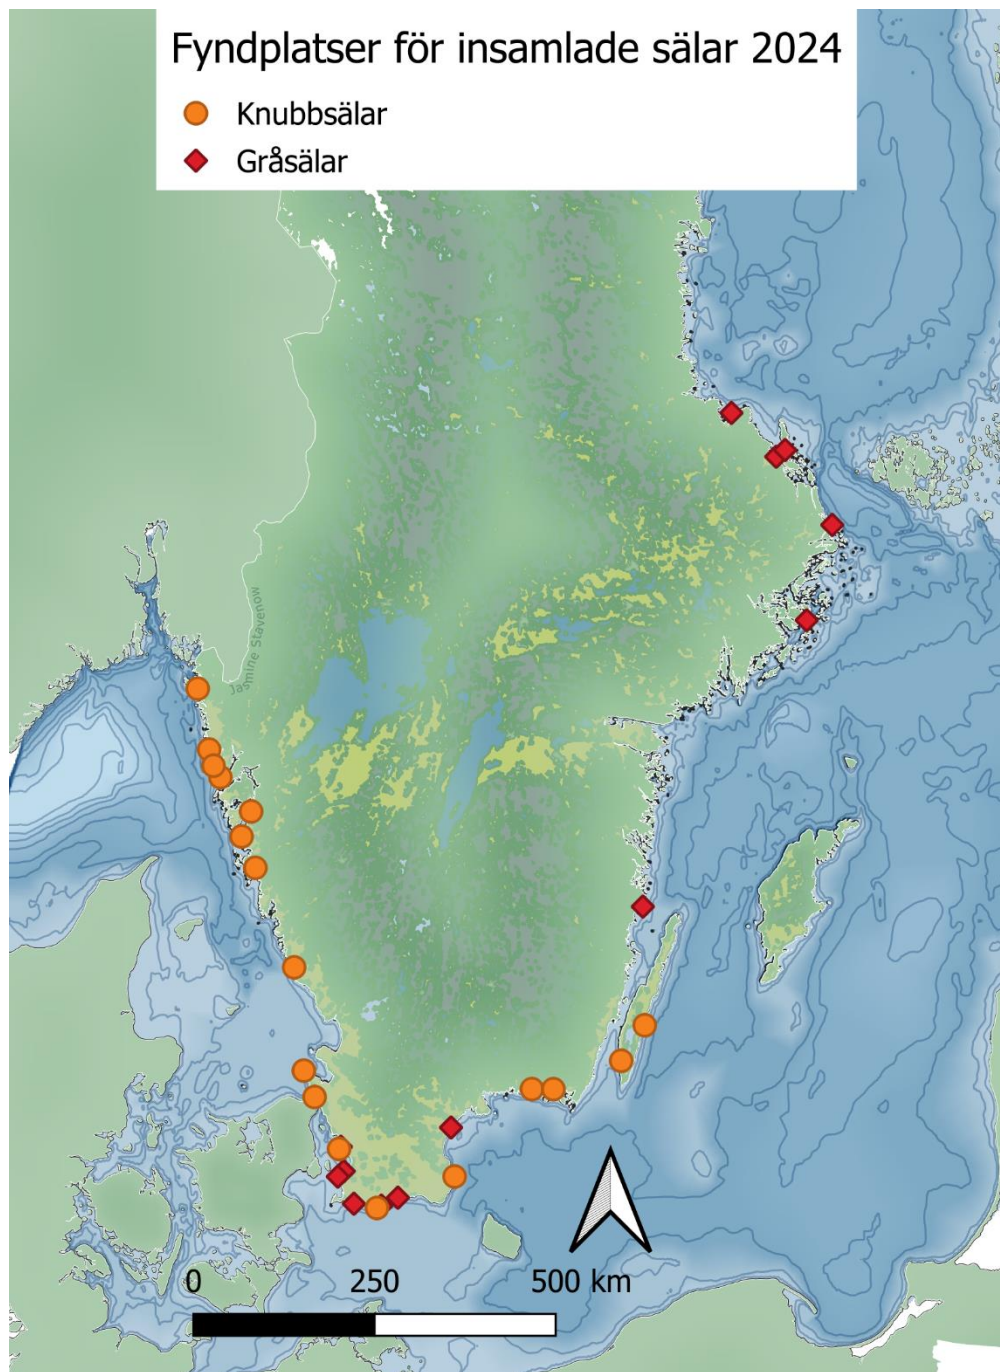 Fyndplatser för insamlade sälar 2024
Knubbsälar
Gråsälar
Jasmine Stavenow
0 250 500 km